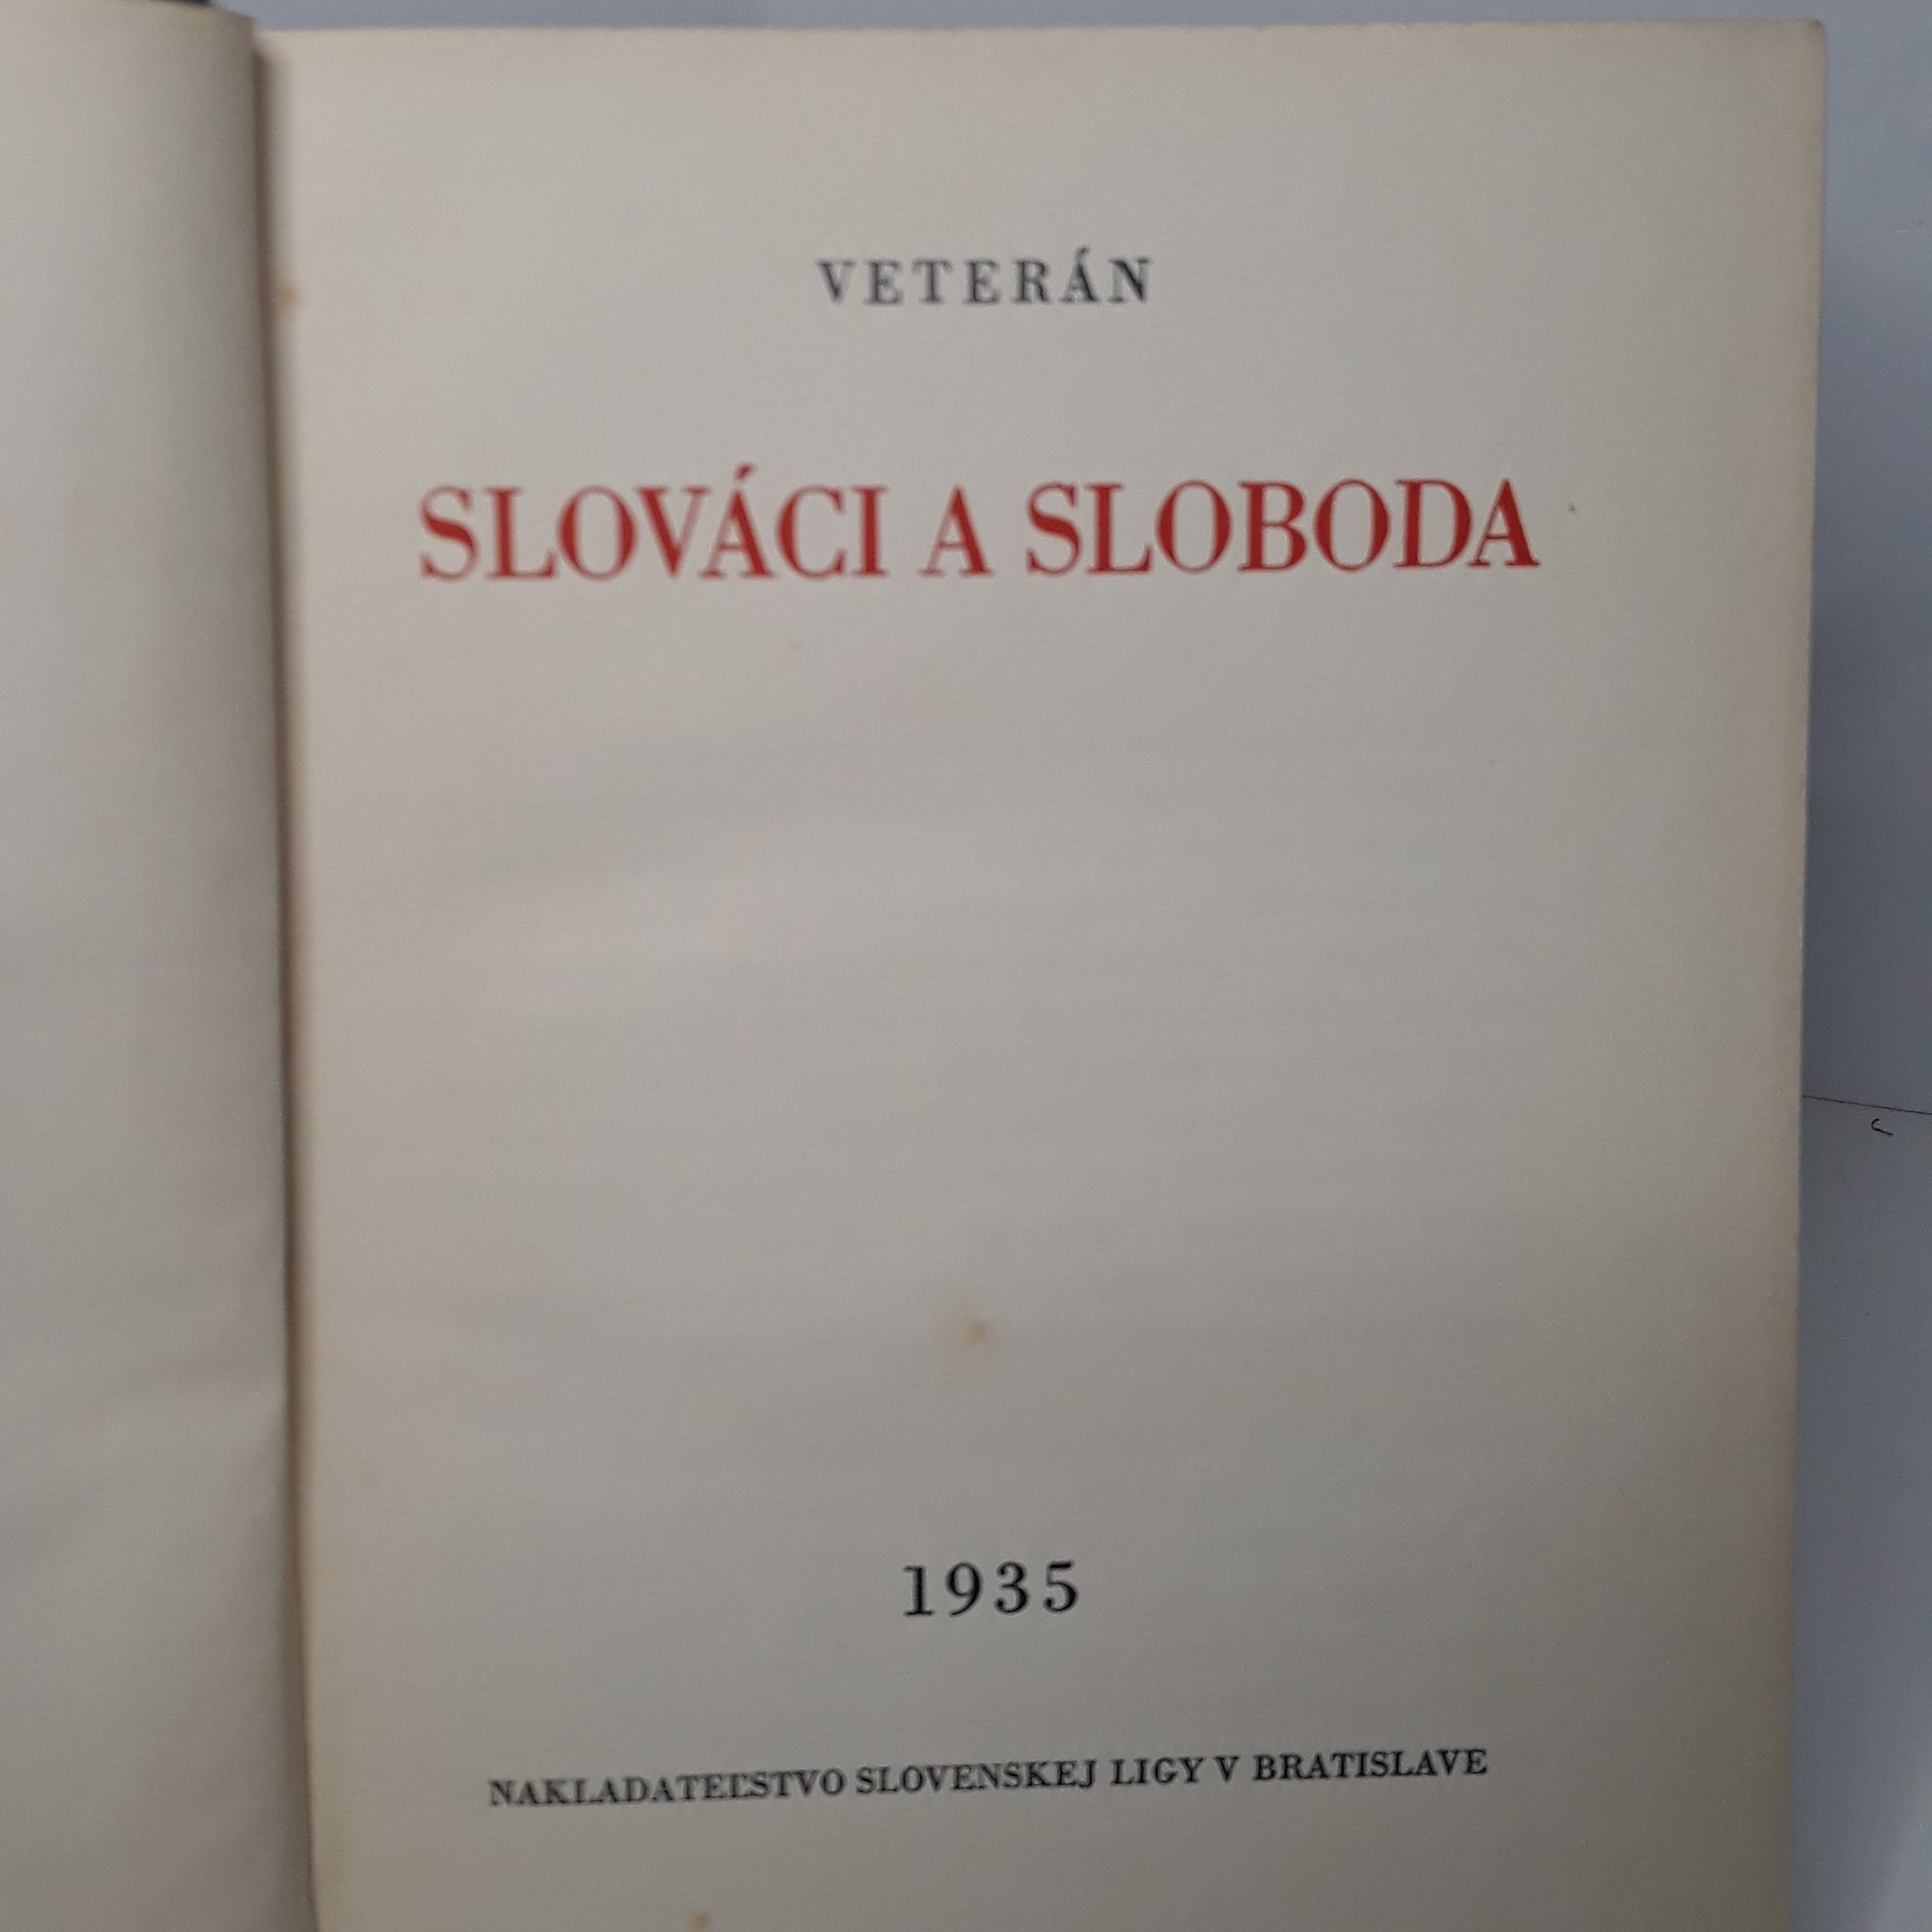 VETERÁN
SLOVÁCI A SLOBODA
1935
NAKLADATEĽSTVO SLOVENSKEJ LIGY V BRATISLAVE